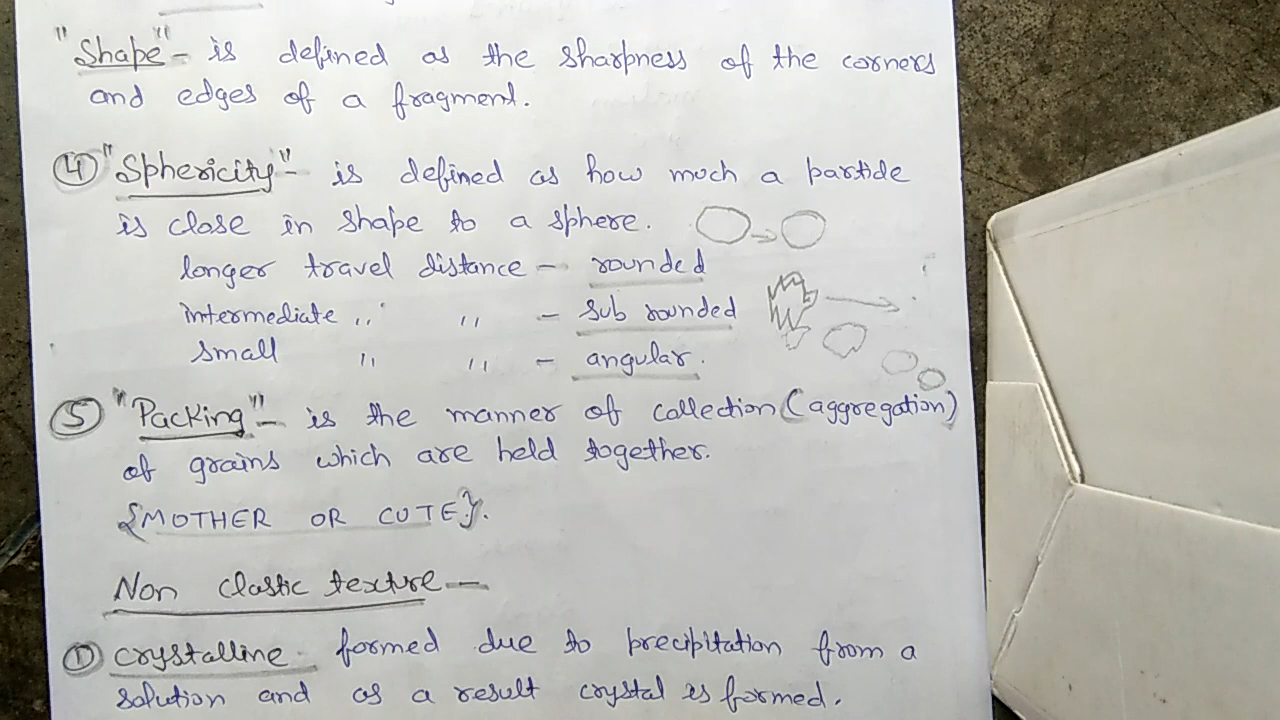 "Shape" - is defined as the sharpness of the corners
and edges of a fragment.
④ "Sphericity" - is defined as how much a particle
is close in shape to a sphere.
longer travel distance - rounded
intermediate ,, ,, - sub rounded
small ,, ,, - angular.
⑤ "Packing" - is the manner of collection (aggregation)
of grains which are held together.
{MOTHER OR CUTE}.
Non clastic texture -
① crystalline - formed due to precipitation from a
solution and as a result crystal is formed.